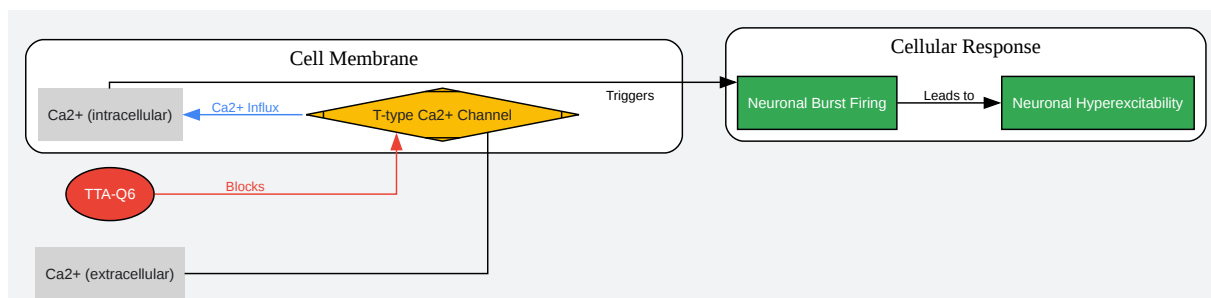 Cell Membrane
Cellular Response
Ca2+ (intracellular)
Ca2+ Influx
T-type Ca2+ Channel
Triggers
Neuronal Burst Firing
Leads to
Neuronal Hyperexcitability
TTA-Q6
Blocks
Ca2+ (extracellular)